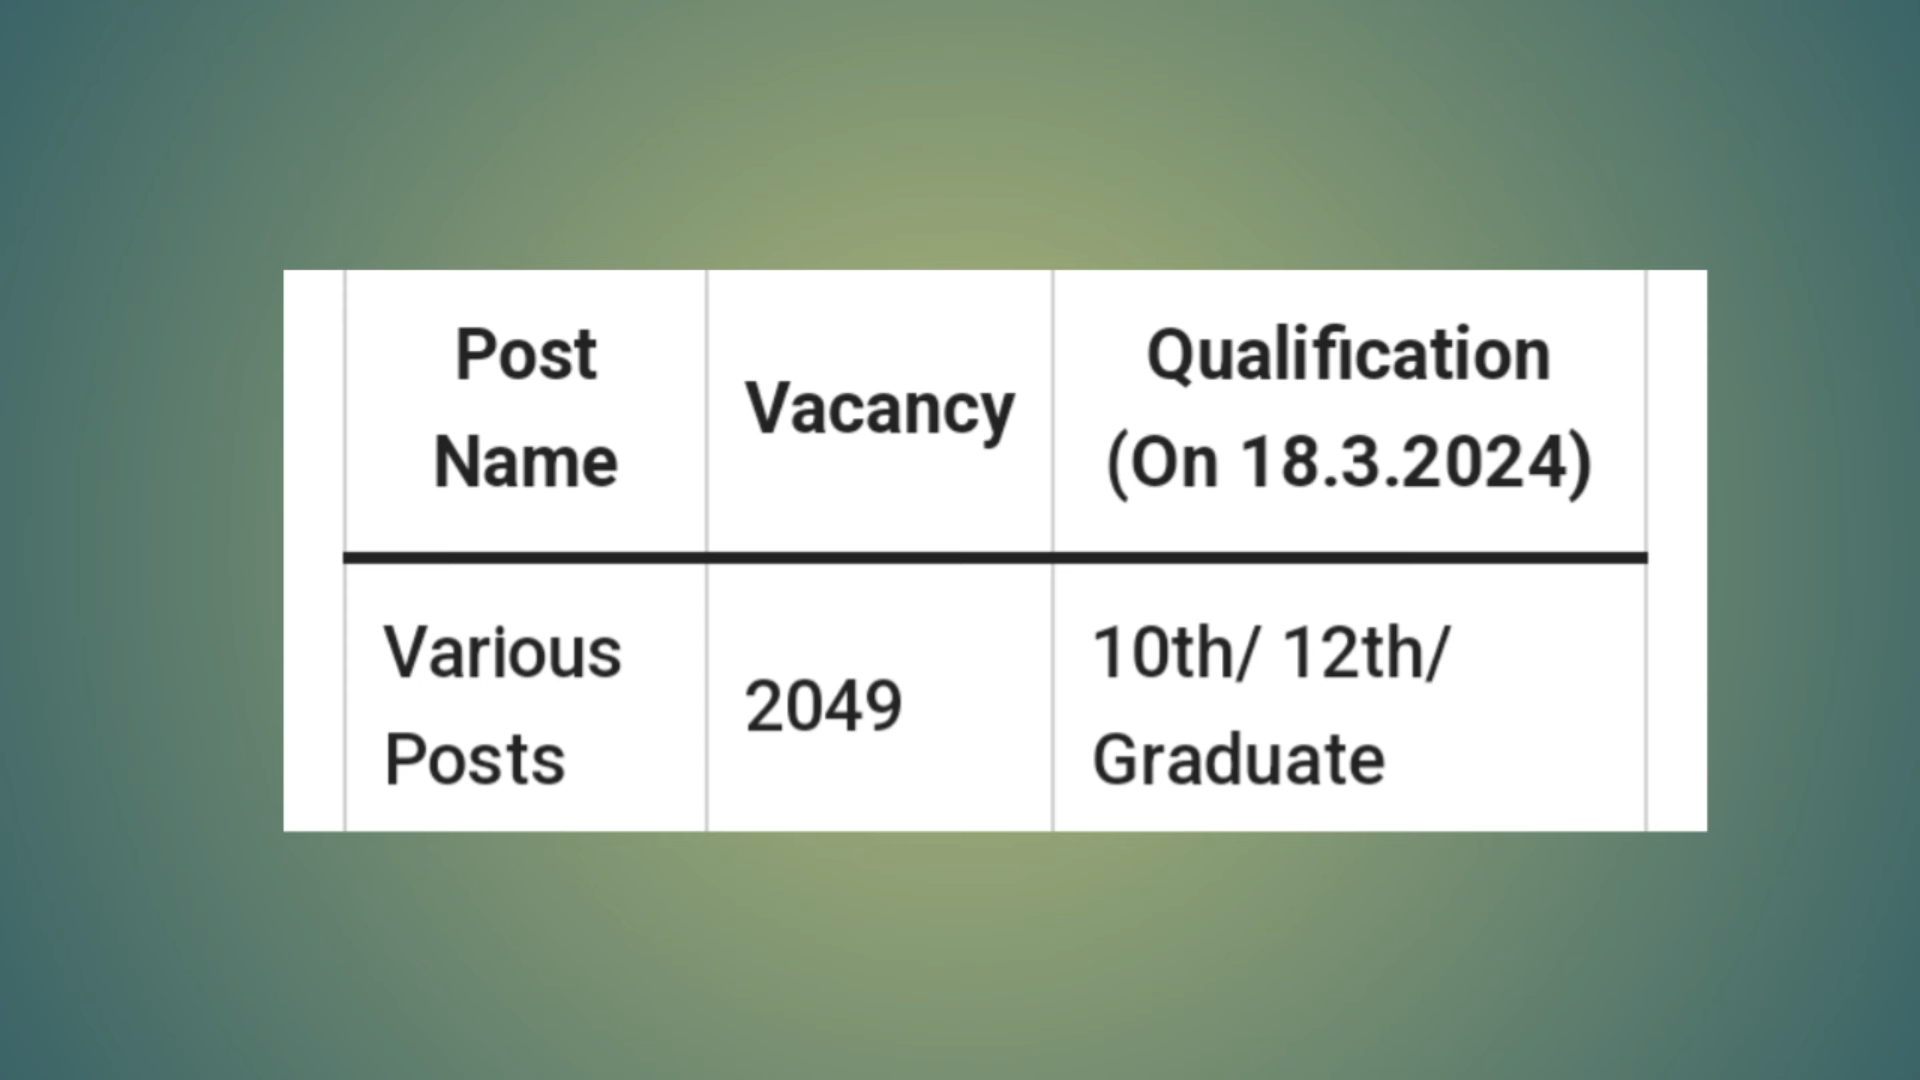 Post
Name
Vacancy
Qualification
(On 18.3.2024)
Various
Posts
2049
10th/ 12th/
Graduate